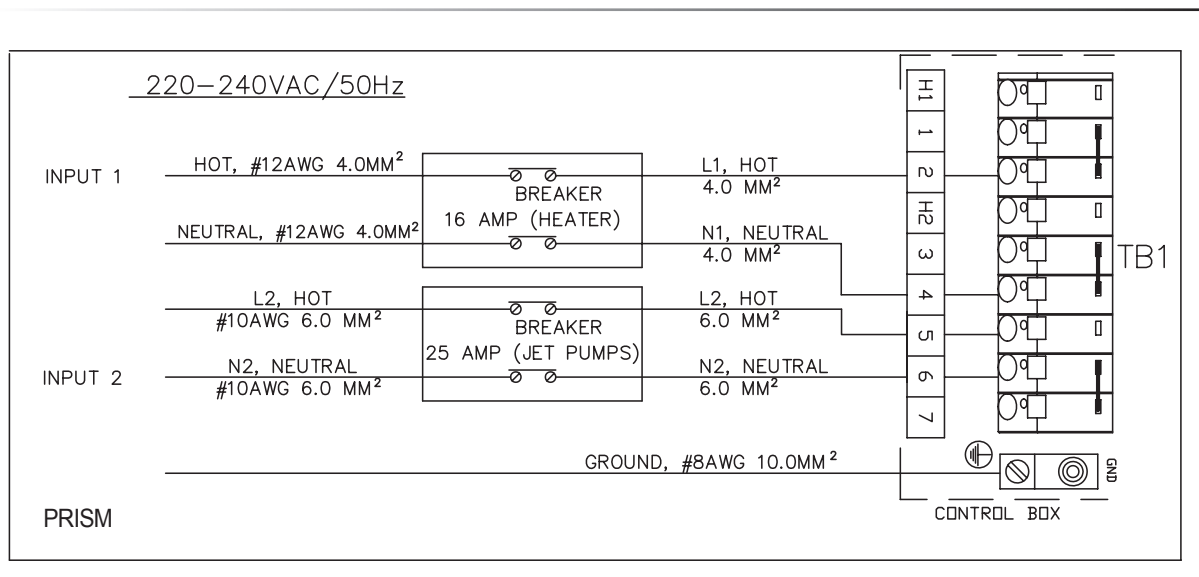 220-240VAC/50Hz
INPUT 1
HOT, #12AWG 4.0MM²
NEUTRAL, #12AWG 4.0MM²
BREAKER
16 AMP (HEATER)
L1, HOT
4.0 MM²
N1, NEUTRAL
4.0 MM²
L2, HOT
#10AWG 6.0 MM²
INPUT 2
N2, NEUTRAL
#10AWG 6.0 MM²
BREAKER
25 AMP (JET PUMPS)
L2, HOT
6.0 MM²
N2, NEUTRAL
6.0 MM²
GROUND, #8AWG 10.0MM²
H1
1
2
H2
3
4
5
6
7
TB1
GND
CONTROL BOX
PRISM